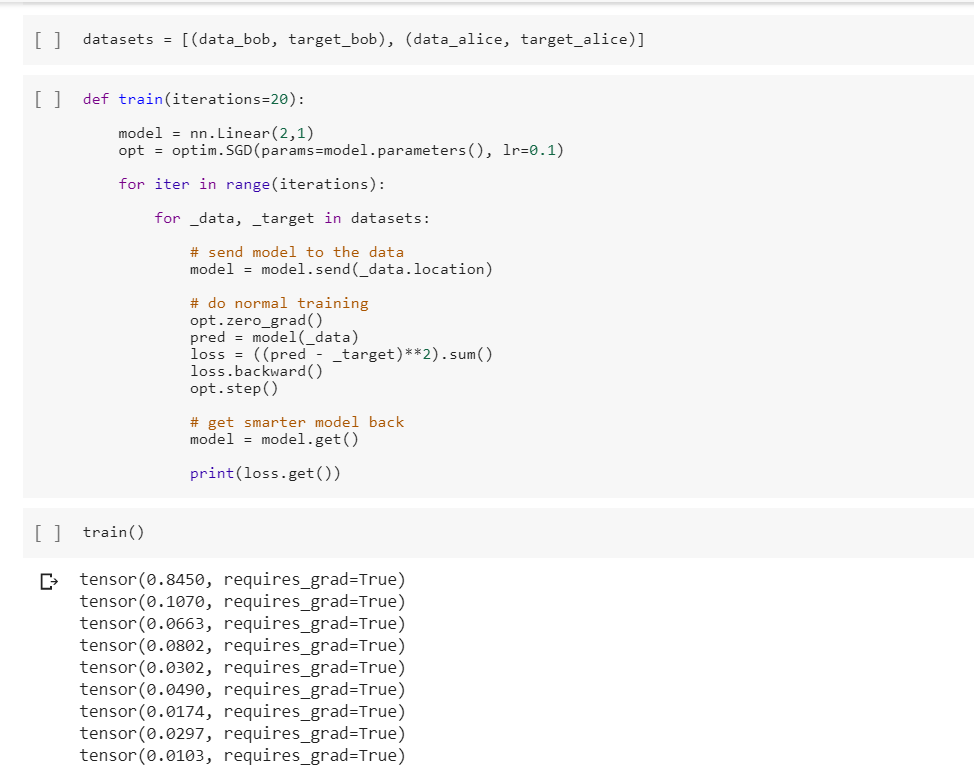 [ ] datasets = [(data_bob, target_bob), (data_alice, target_alice)]
[ ] def train(iterations=20):
model = nn.Linear(2,1)
opt = optim.SGD(params=model.parameters(), lr=0.1)
for iter in range(iterations):
for _data, _target in datasets:
# send model to the data
model = model.send(_data.location)
# do normal training
opt.zero_grad()
pred = model(_data)
loss = ((pred - _target)**2).sum()
loss.backward()
opt.step()
# get smarter model back
model = model.get()
print(loss.get())
[ ] train()
tensor(0.8450, requires_grad=True)
tensor(0.1070, requires_grad=True)
tensor(0.0663, requires_grad=True)
tensor(0.0802, requires_grad=True)
tensor(0.0302, requires_grad=True)
tensor(0.0490, requires_grad=True)
tensor(0.0174, requires_grad=True)
tensor(0.0297, requires_grad=True)
tensor(0.0103, requires_grad=True)